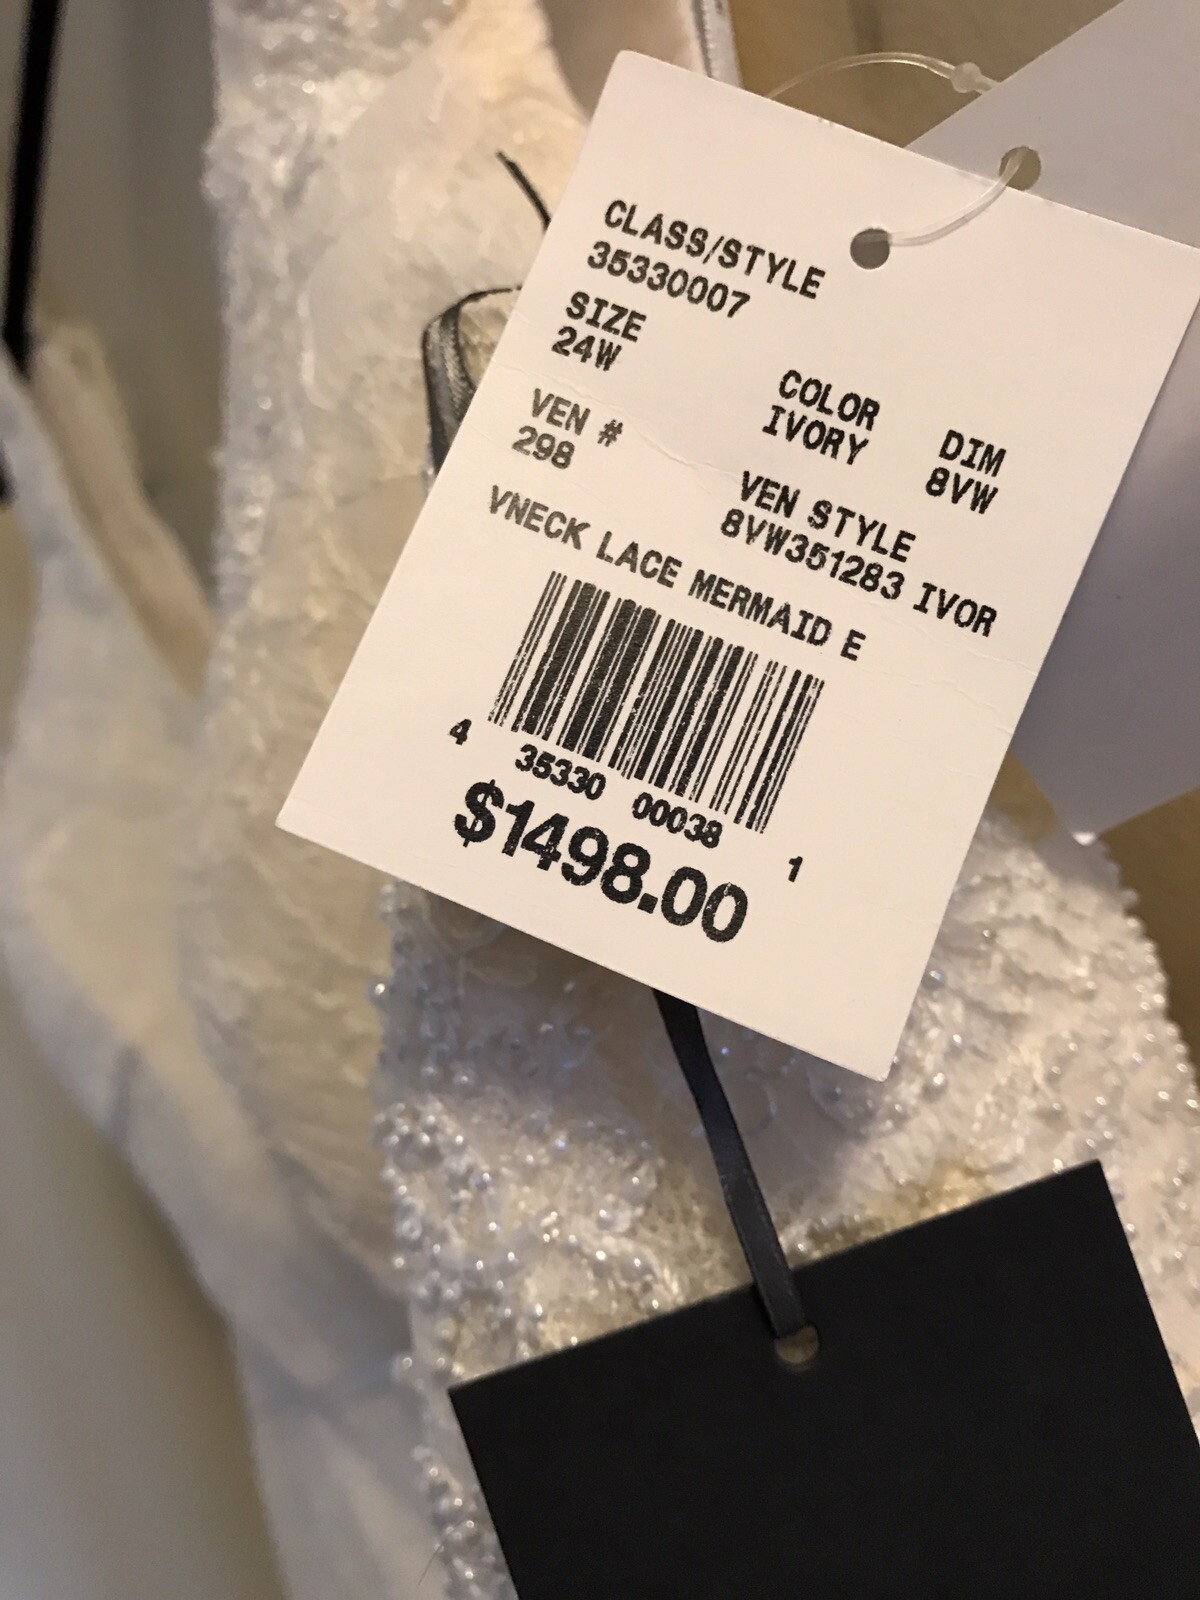 CLASS/STYLE
35330007
SIZE
24W
COLOR
IVORY
DIM
8VW
VEN #
298
VEN STYLE
8VW351283 IVOR
VNECK LACE MERMAID E
4 35330 00038 1
$1498.00